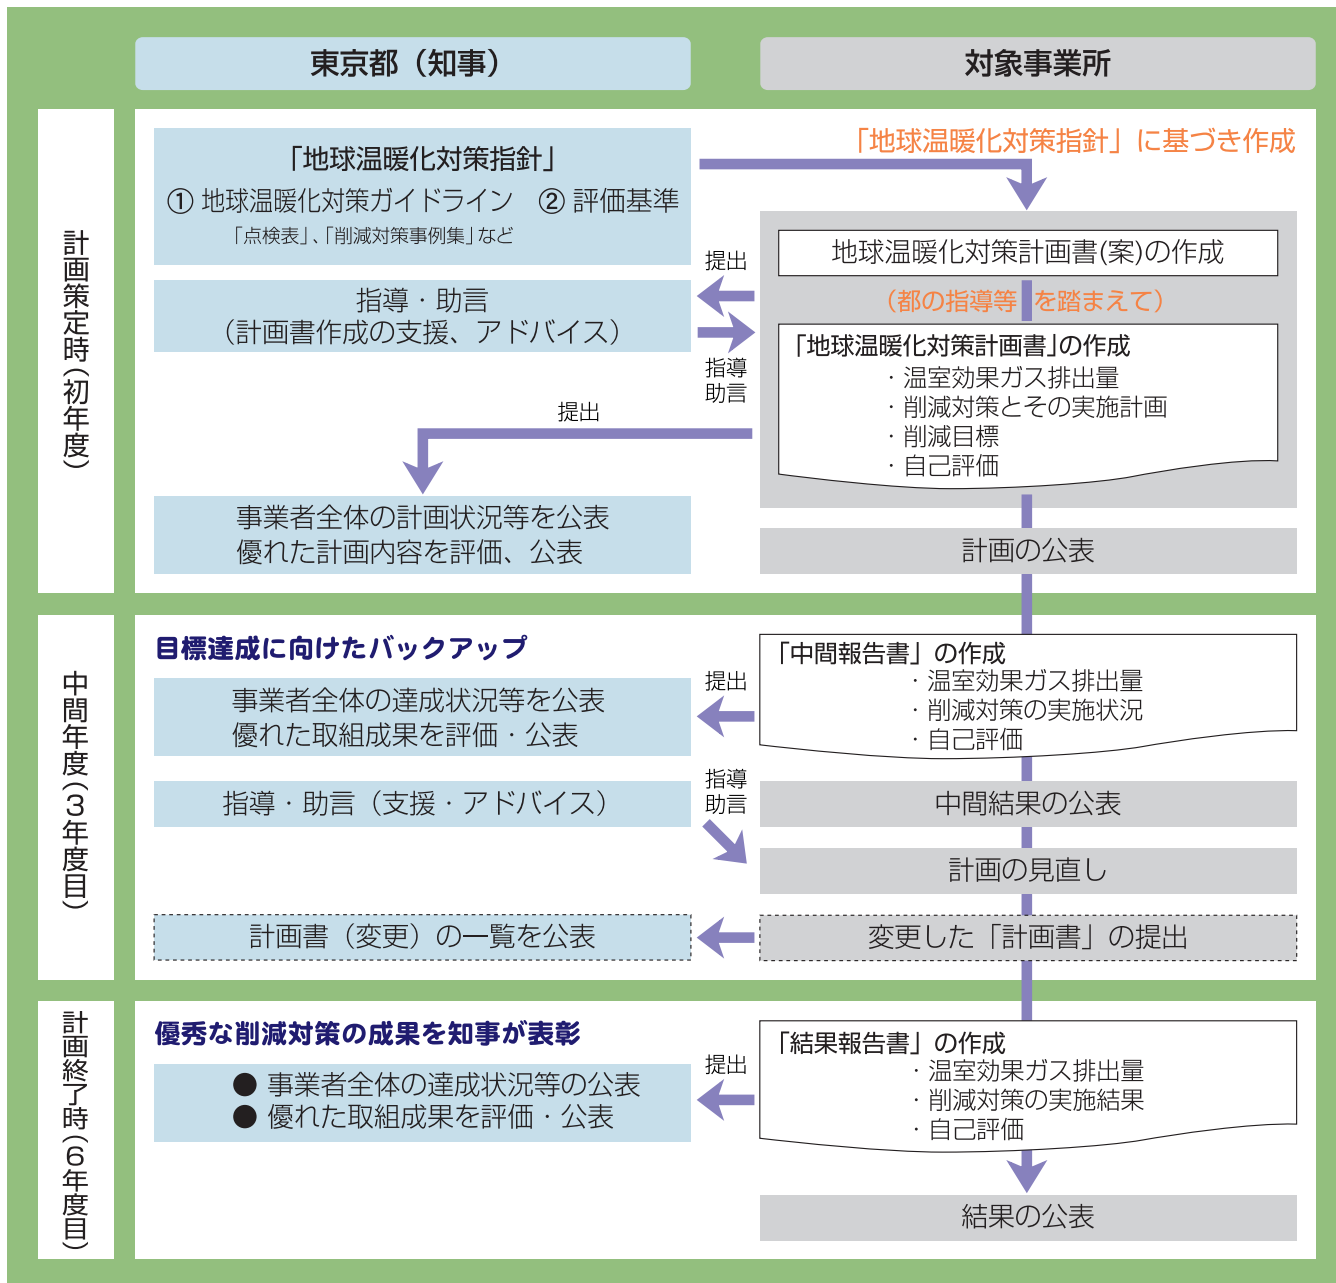 東京都（知事）
対象事業所
計画策定時（初年度）
「地球温暖化対策指針」
① 地球温暖化対策ガイドライン　② 評価基準
「点検表」、「削減対策事例集」など
「地球温暖化対策指針」に基づき作成
地球温暖化対策計画書(案)の作成
提出
指導・助言
（計画書作成の支援、アドバイス）
（都の指導等 を踏まえて）
指導
助言
「地球温暖化対策計画書」の作成
・温室効果ガス排出量
・削減対策とその実施計画
・削減目標
・自己評価
提出
事業者全体の計画状況等を公表
優れた計画内容を評価、公表
計画の公表
中間年度（３年度目）
目標達成に向けたバックアップ
事業者全体の達成状況等を公表
優れた取組成果を評価・公表
提出
「中間報告書」の作成
・温室効果ガス排出量
・削減対策の実施状況
・自己評価
指導・助言（支援・アドバイス）
指導
助言
中間結果の公表
計画の見直し
計画書（変更）の一覧を公表
変更した「計画書」の提出
計画終了時（６年度目）
優秀な削減対策の成果を知事が表彰
● 事業者全体の達成状況等の公表
● 優れた取組成果を評価・公表
提出
「結果報告書」の作成
・温室効果ガス排出量
・削減対策の実施結果
・自己評価
結果の公表